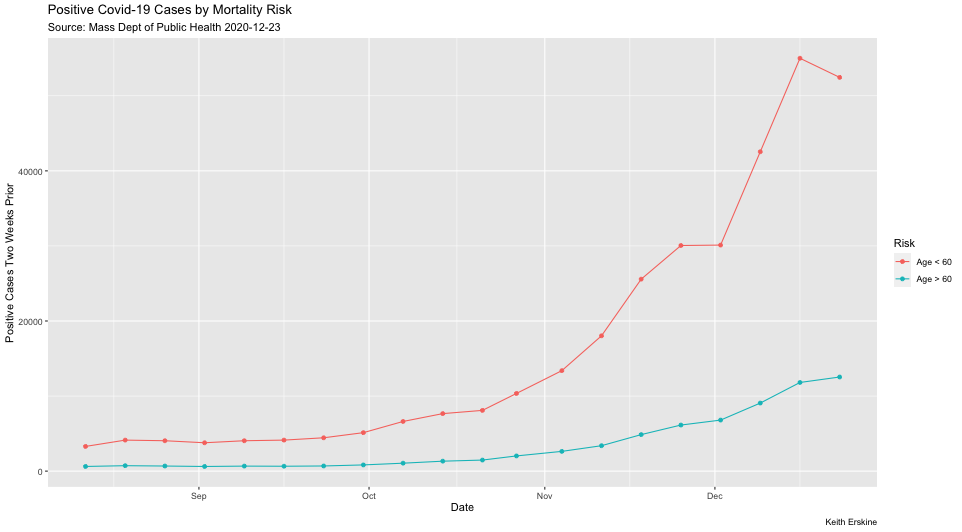 Positive Covid-19 Cases by Mortality Risk
Source: Mass Dept of Public Health 2020-12-23
Positive Cases Two Weeks Prior
40000
20000
0
Sep
Oct
Nov
Dec
Date
Risk
Age < 60
Age > 60
Keith Erskine